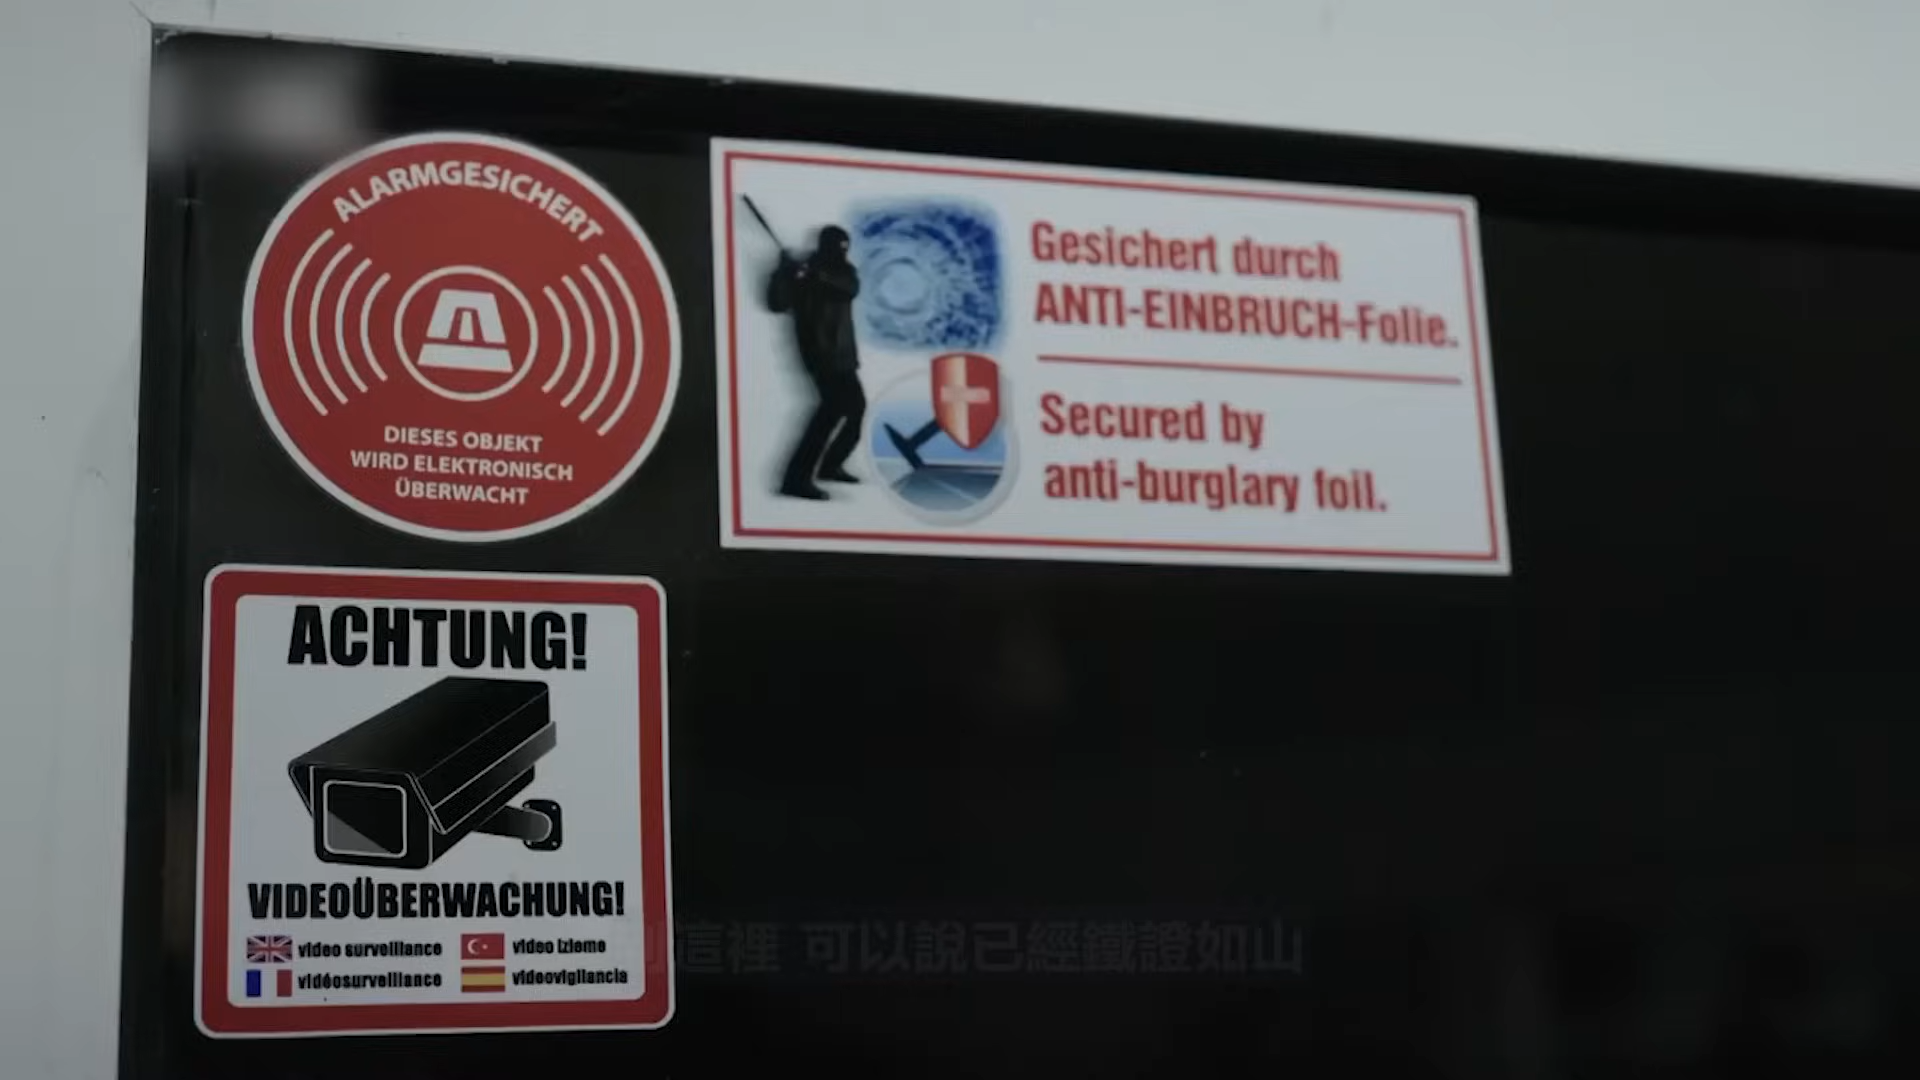 ALARMGESICHERT
DIESES OBJEKT
WIRD ELEKTRONISCH
ÜBERWACHT
Gesichert durch
ANTI-EINBRUCH-Folie.
Secured by
anti-burglary foil.
ACHTUNG!
VIDEOÜBERWACHUNG!
video surveillance
video izleme
vidéosurveillance
videovigilancia
這裡 可以說已經鐵證如山